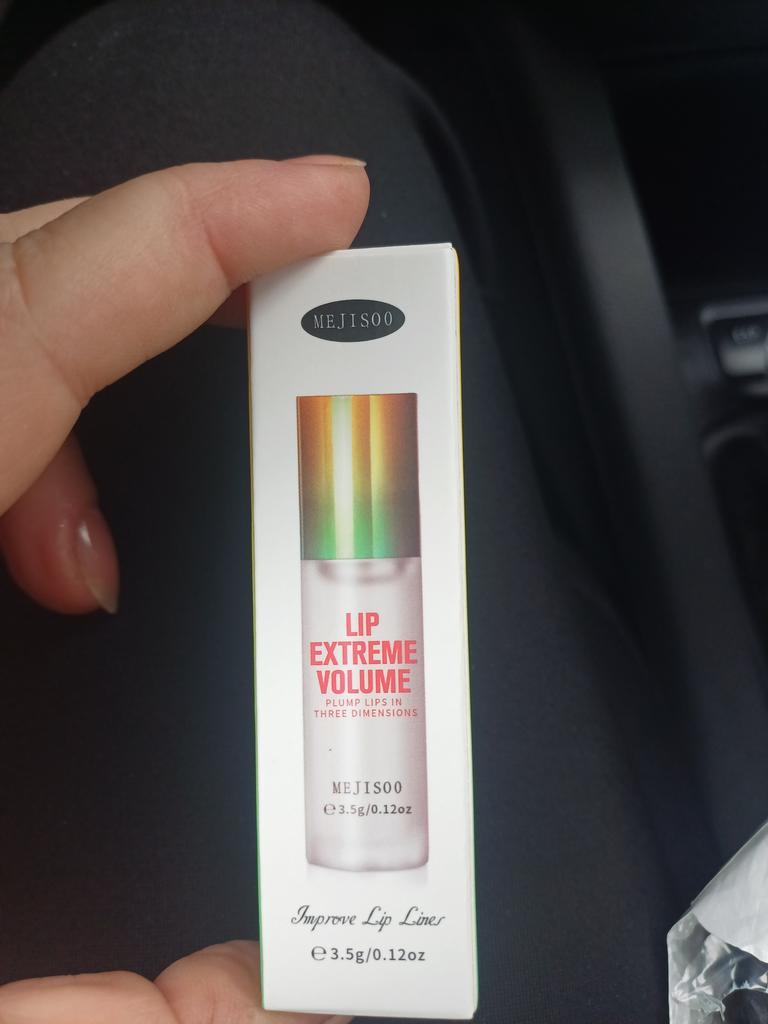 MEJISOO
LIP
EXTREME
VOLUME
PLUMP LIPS IN
THREE DIMENSIONS
MEJISOO
℮3.5g/0.12oz
Improve Lip Lines
℮3.5g/0.12oz